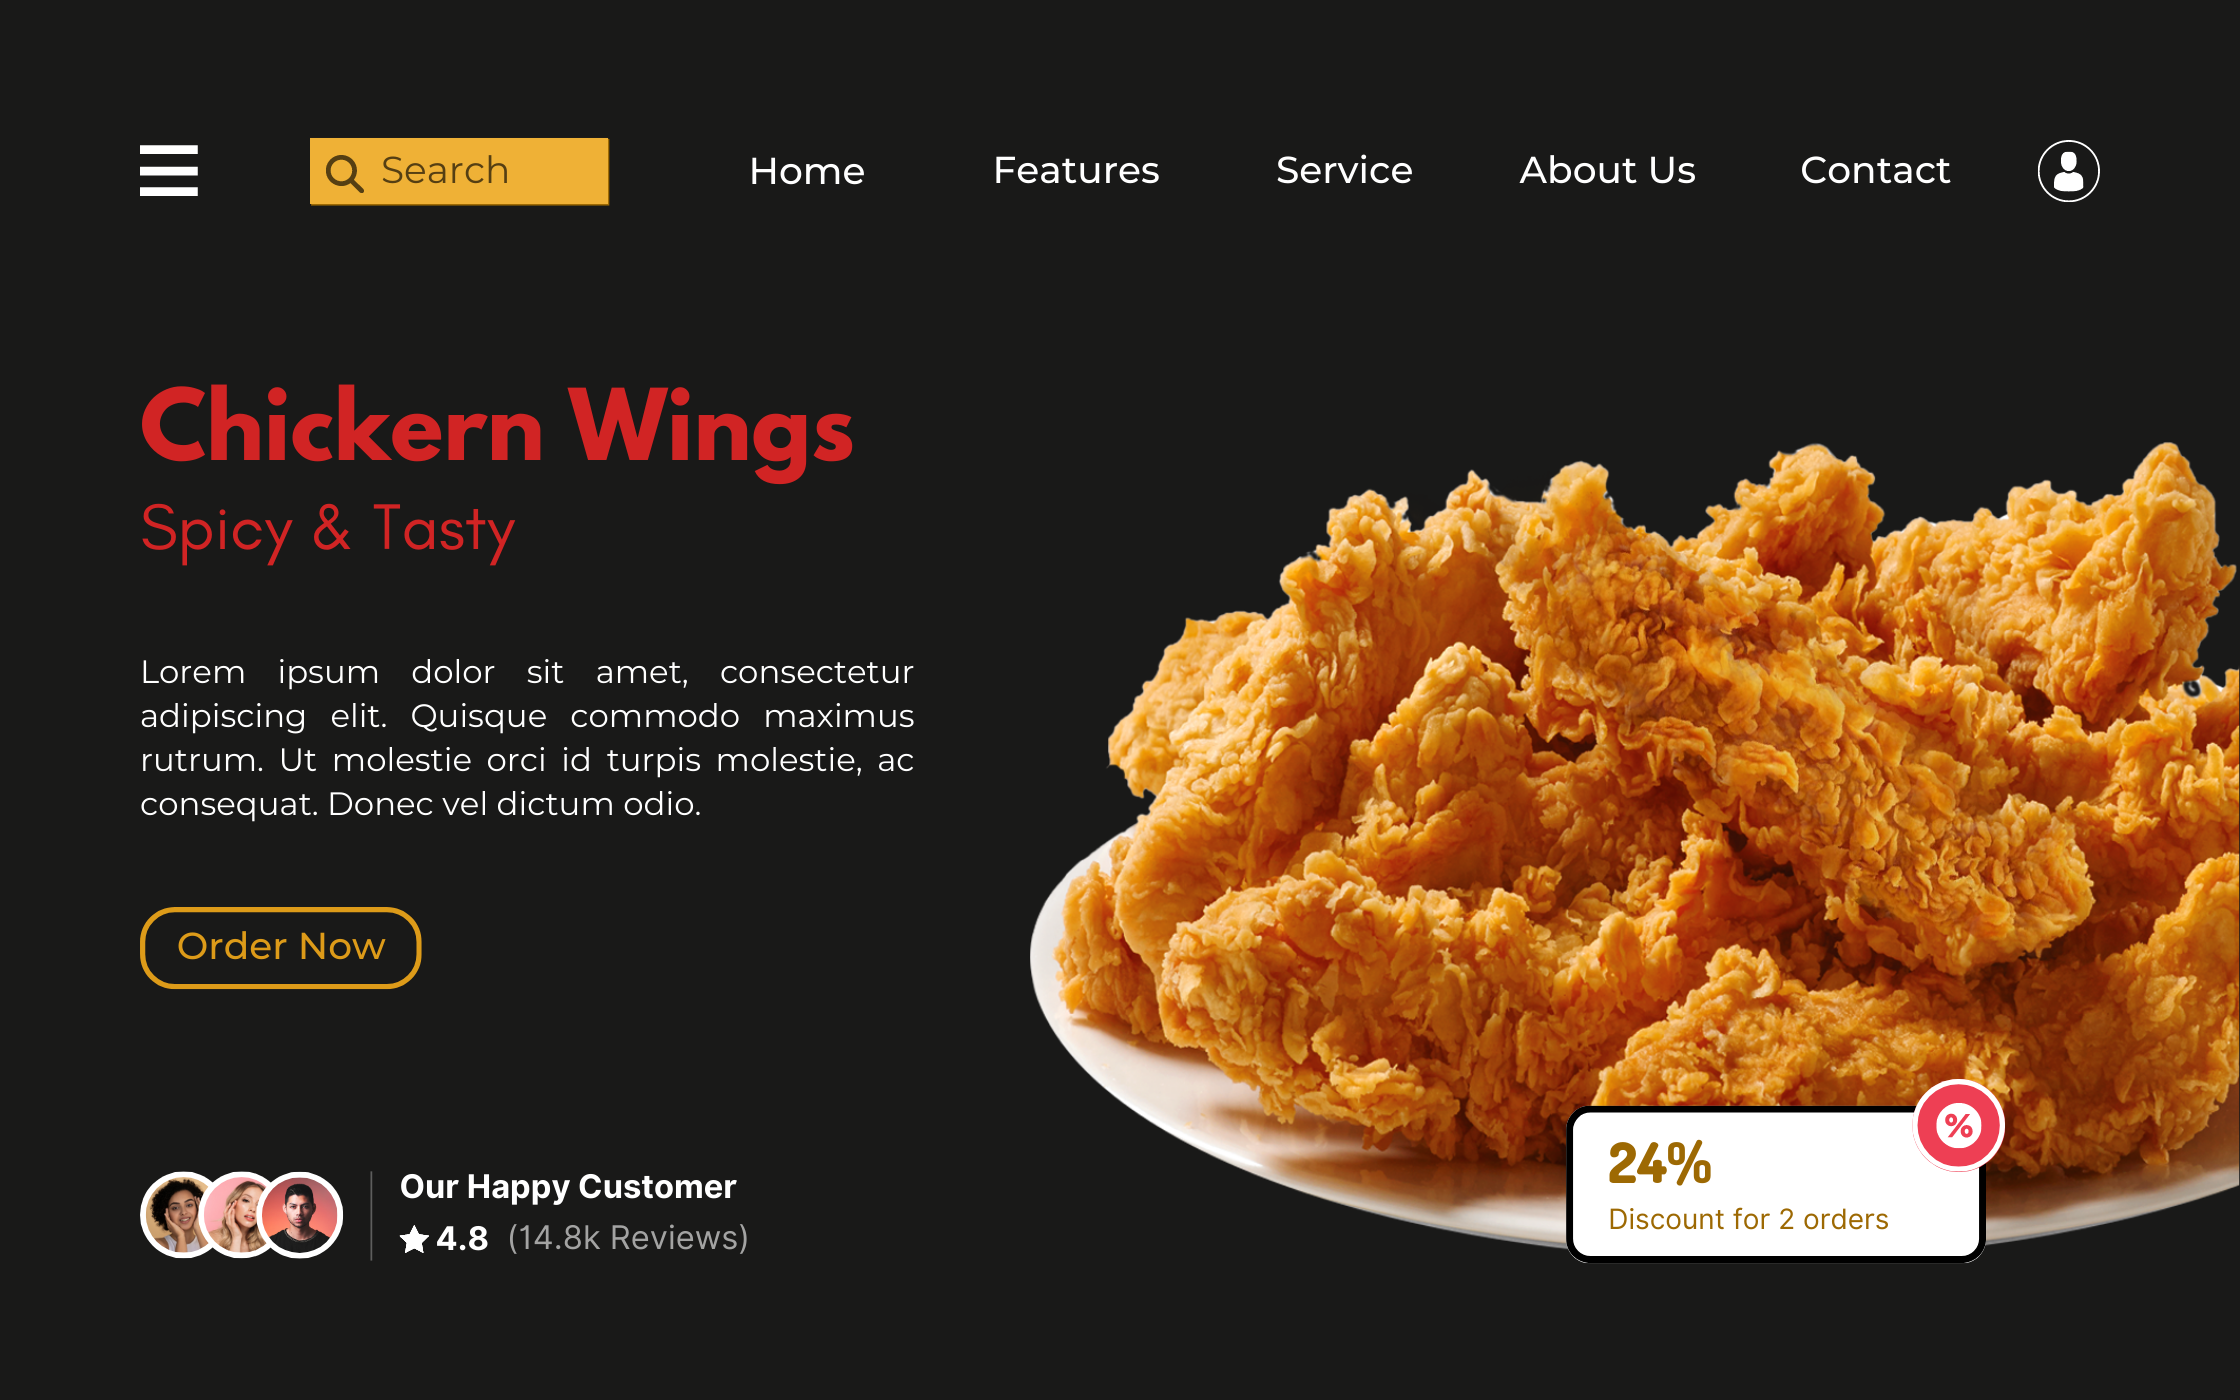 Search
Home
Features
Service
About Us
Contact
Chickern Wings
Spicy & Tasty
Lorem ipsum dolor sit amet, consectetur
adipiscing elit. Quisque commodo maximus
rutrum. Ut molestie orci id turpis molestie, ac
consequat. Donec vel dictum odio.
Order Now
Our Happy Customer
4.8 (14.8k Reviews)
%
24%
Discount for 2 orders